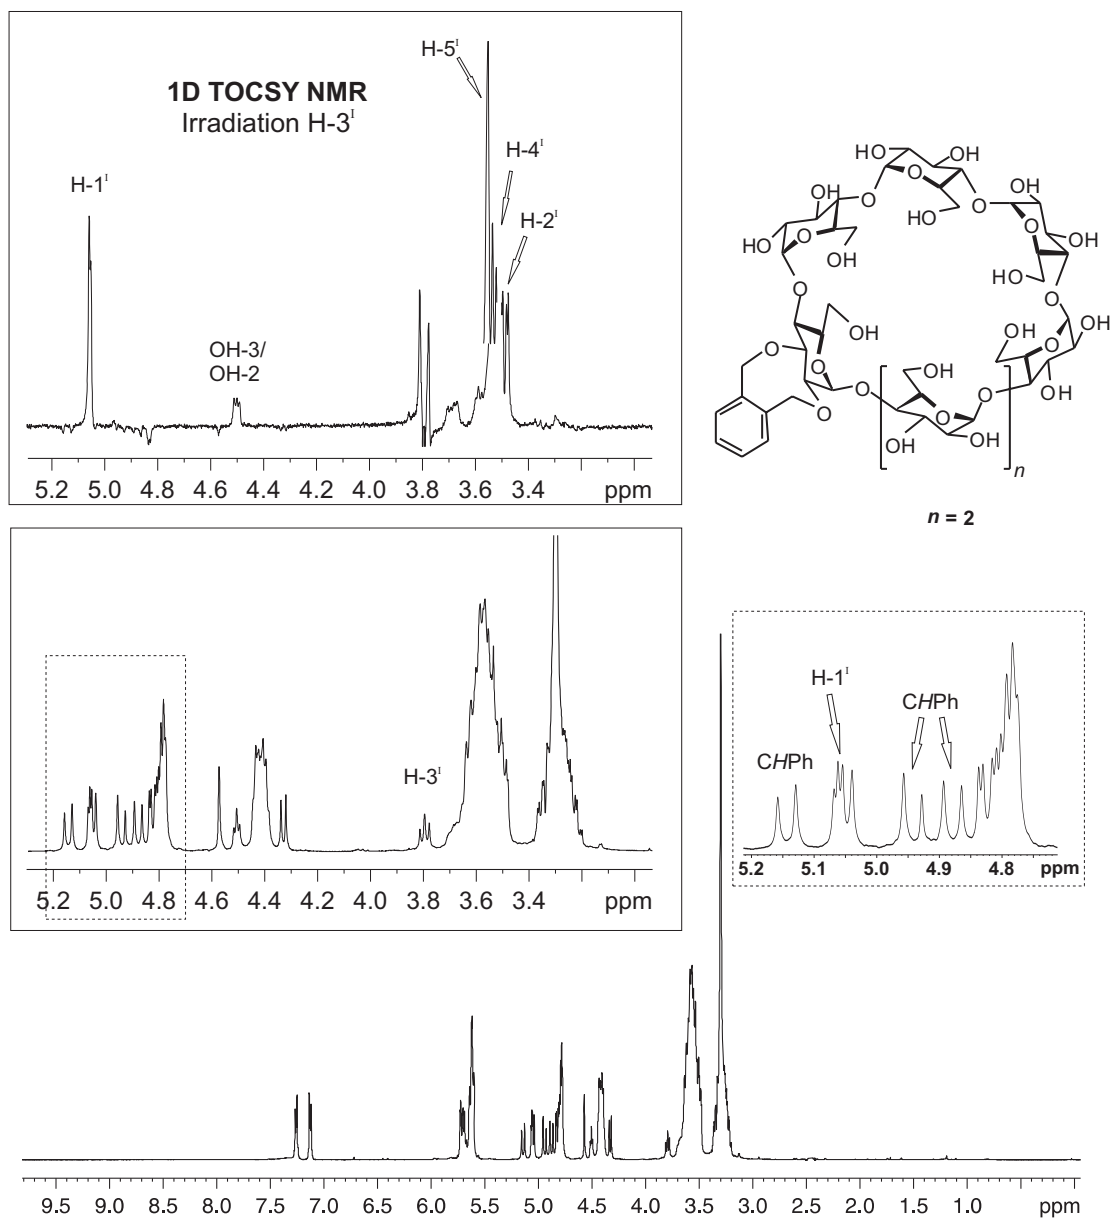 1D TOCSY NMR
Irradiation H-3ᴵ
H-1ᴵ
OH-3/
OH-2
H-5ᴵ
H-4ᴵ
H-2ᴵ
5.2 5.0 4.8 4.6 4.4 4.2 4.0 3.8 3.6 3.4 ppm
HO
OH
OH
OH
OH
HO
OH
OH
HO
O
O
O
HO
OH
O
OH
O
HO
O
O
O
OH
O
OH
HO
O
OH
O
O
O
O
OH
O
O
OH
OH
OH
n
n = 2
H-3ᴵ
5.2 5.0 4.8 4.6 4.4 4.2 4.0 3.8 3.6 3.4 ppm
CHPh
H-1ᴵ
CHPh
5.2 5.1 5.0 4.9 4.8 ppm
9.5 9.0 8.5 8.0 7.5 7.0 6.5 6.0 5.5 5.0 4.5 4.0 3.5 3.0 2.5 2.0 1.5 1.0 ppm